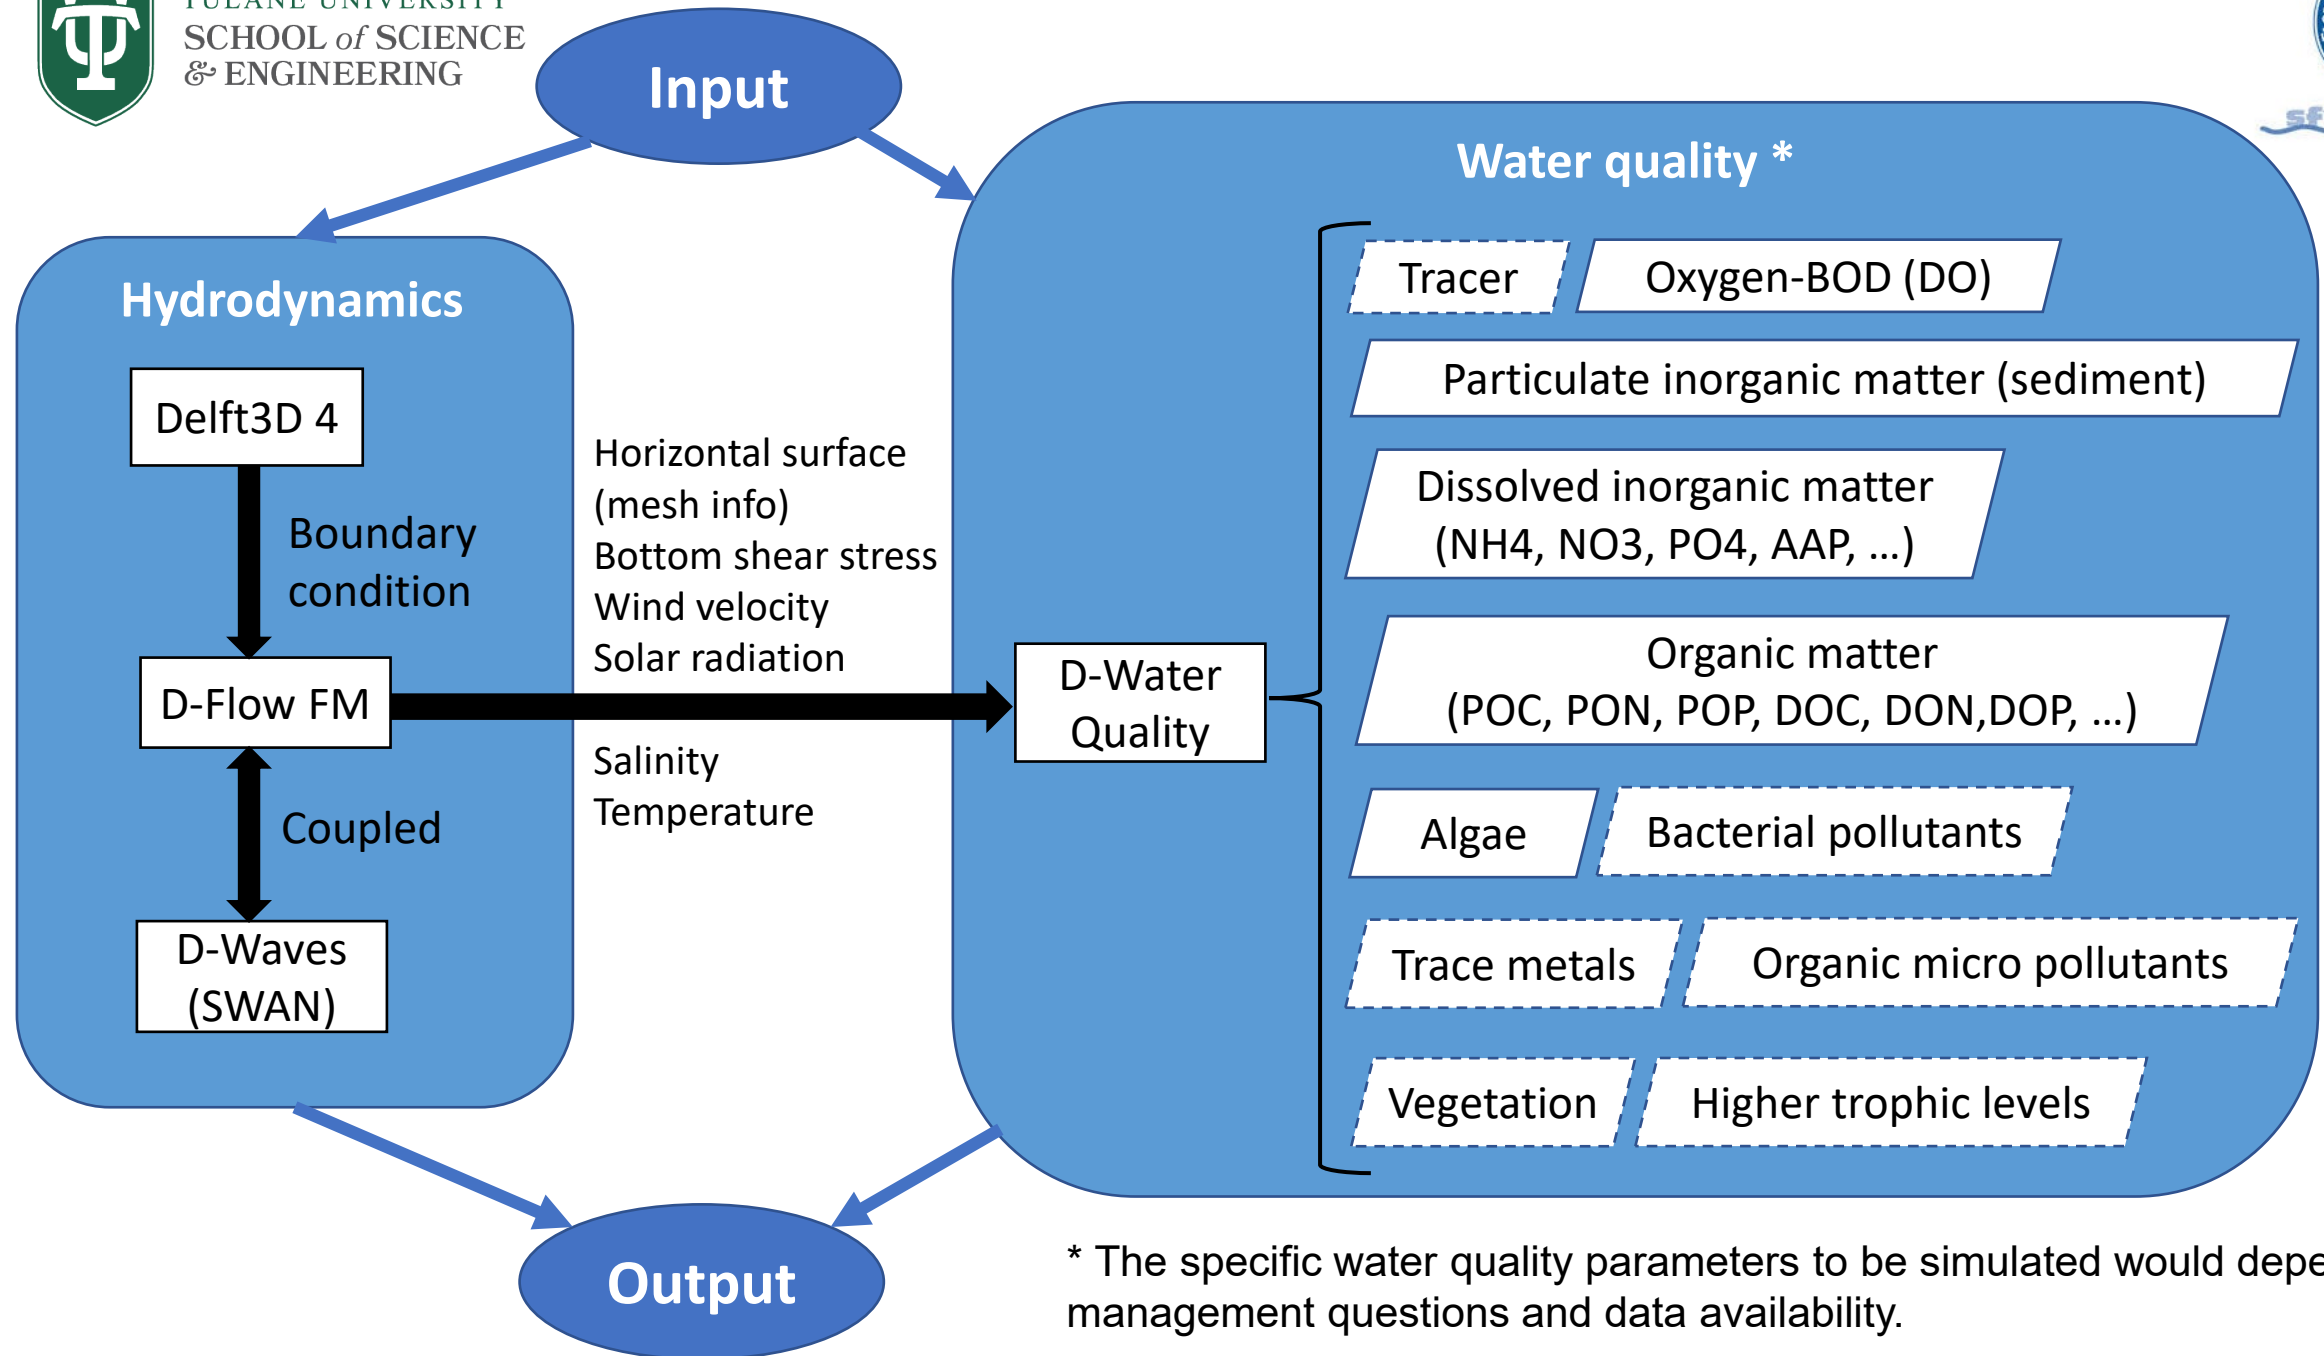 TULANE UNIVERSITY
SCHOOL of SCIENCE
& ENGINEERING
Input
Water quality *
Hydrodynamics
Delft3D 4
Boundary
condition
D-Flow FM
Coupled
D-Waves
(SWAN)
Horizontal surface
(mesh info)
Bottom shear stress
Wind velocity
Solar radiation
Salinity
Temperature
D-Water
Quality
Tracer
Oxygen-BOD (DO)
Particulate inorganic matter (sediment)
Dissolved inorganic matter
(NH4, NO3, PO4, AAP, ...)
Organic matter
(POC, PON, POP, DOC, DON,DOP, ...)
Algae
Bacterial pollutants
Trace metals
Organic micro pollutants
Vegetation
Higher trophic levels
Output
* The specific water quality parameters to be simulated would
management questions and data availability.